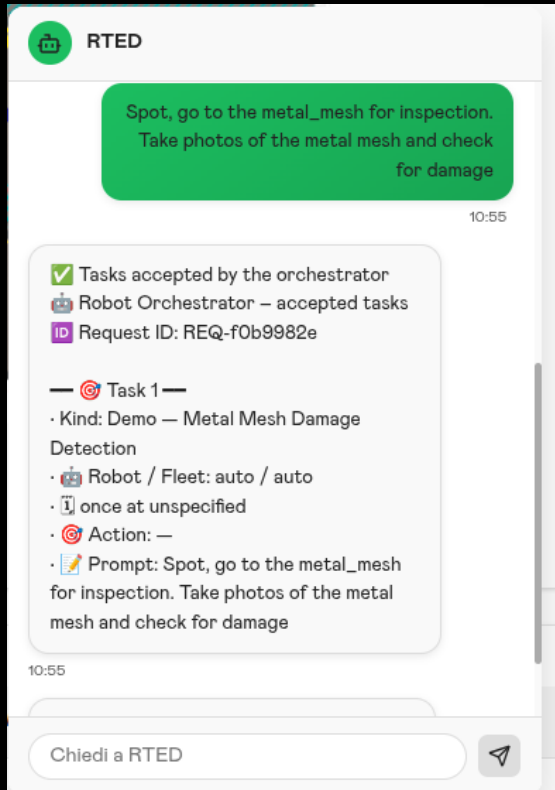 RTED
Spot, go to the metal_mesh for inspection.
Take photos of the metal mesh and check
for damage
10:55
✅ Tasks accepted by the orchestrator
🤖 Robot Orchestrator – accepted tasks
🆔 Request ID: REQ-f0b9982e
— 🎯 Task 1 —
· Kind: Demo — Metal Mesh Damage
Detection
· 🤖 Robot / Fleet: auto / auto
· 🗓 once at unspecified
· 🎯 Action: —
· 📝 Prompt: Spot, go to the metal_mesh
for inspection. Take photos of the metal
mesh and check for damage
10:55
Chiedi a RTED